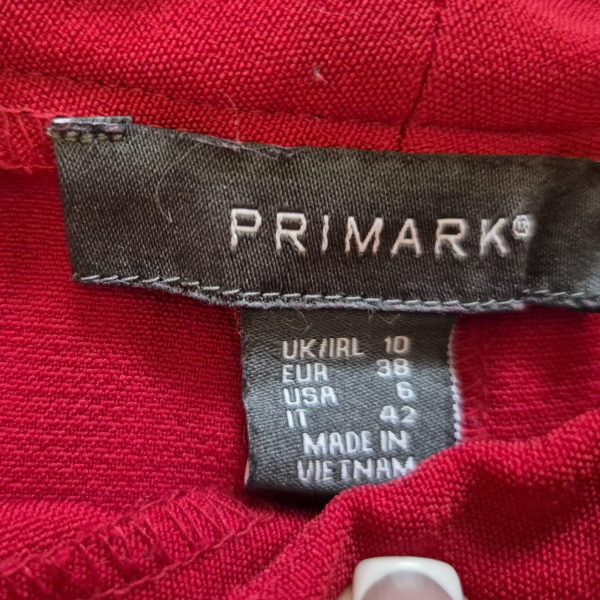 PRIMARK®
UK/IRL 10
EUR 38
USA 6
IT 42
MADE IN
VIETNAM